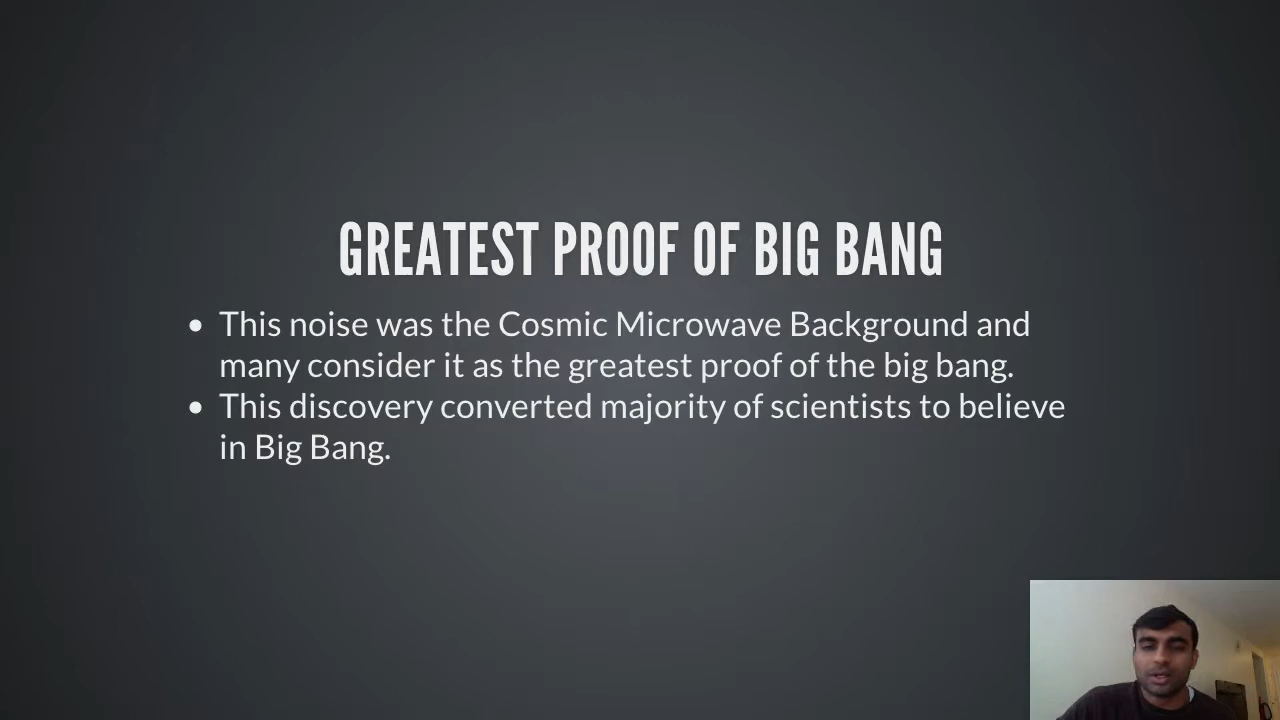 GREATEST PROOF OF BIG BANG
• This noise was the Cosmic Microwave Background and
many consider it as the greatest proof of the big bang.
• This discovery converted majority of scientists to believe
in Big Bang.